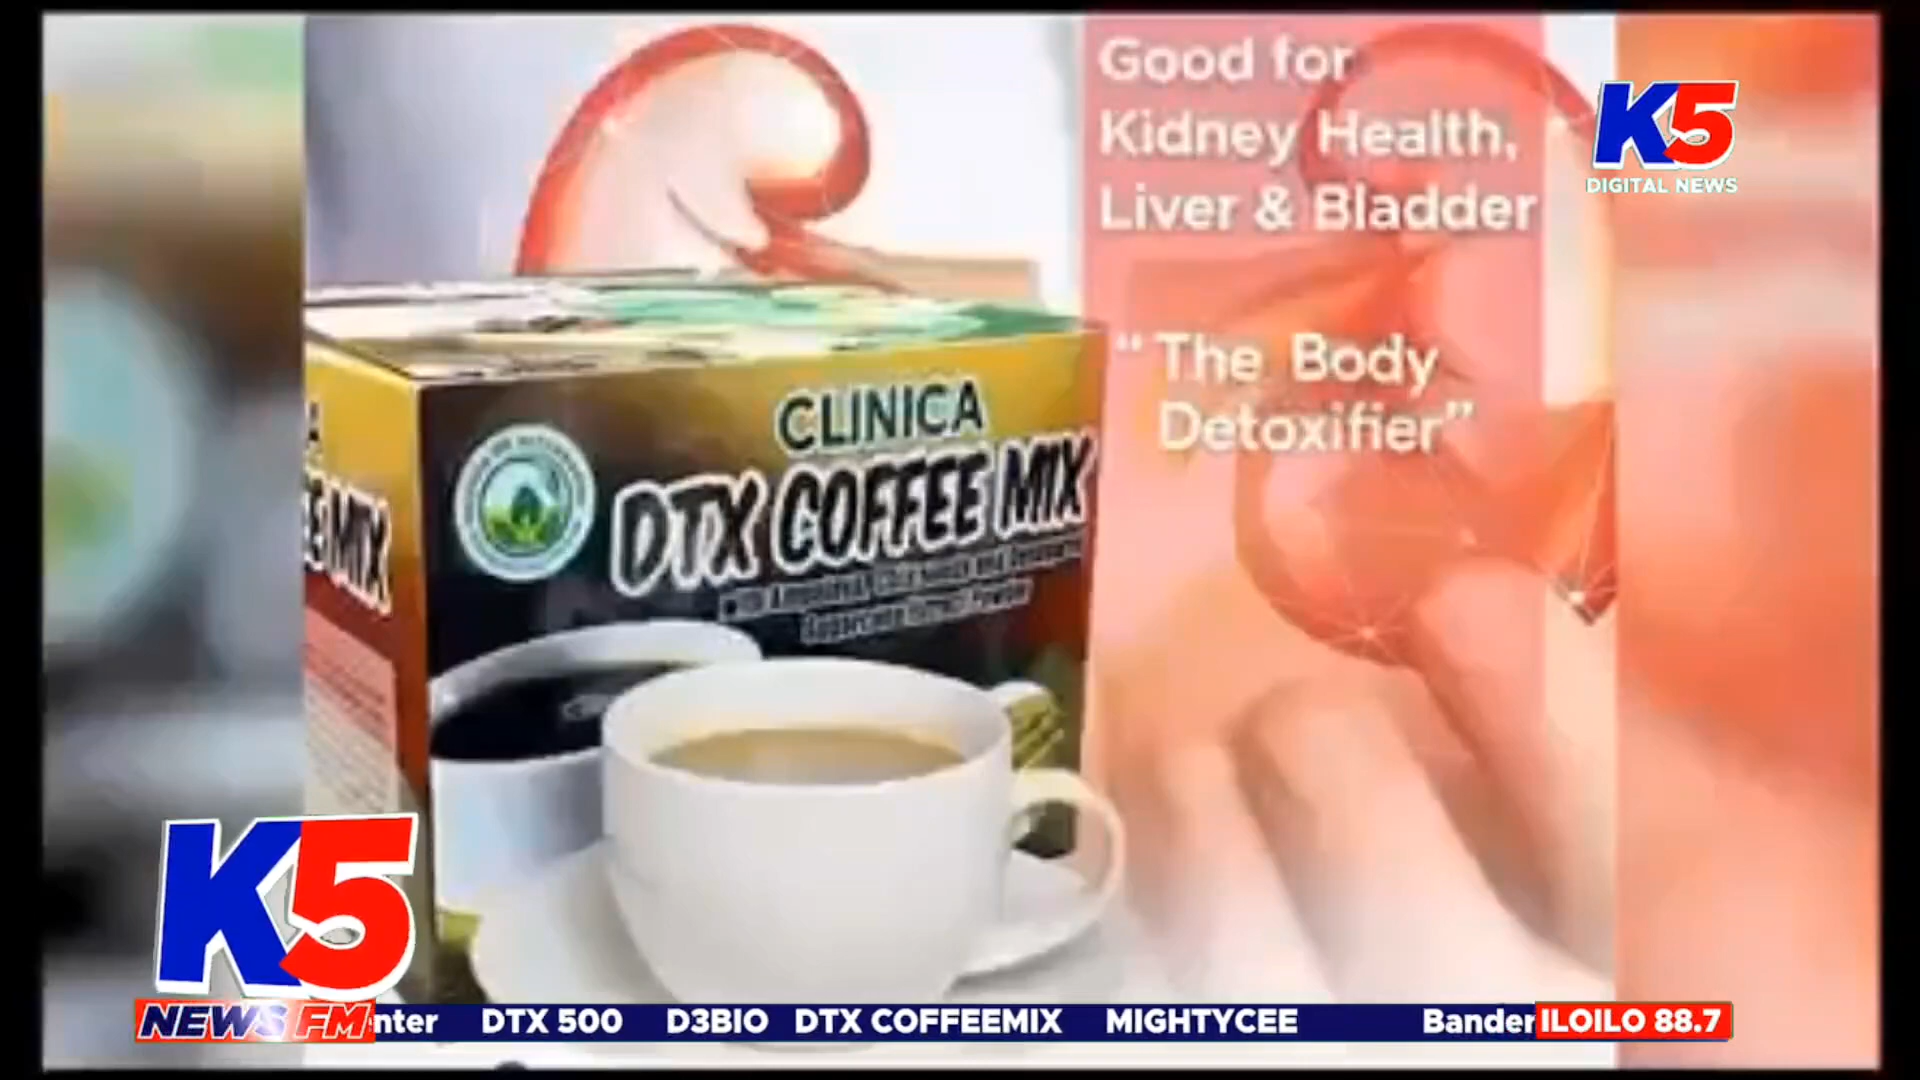 Good for
Kidney Health,
Liver & Bladder
“ The Body
Detoxifier”
K5
DIGITAL NEWS
CLINICA
DTX COFFEE MIX
A
E MIX
K5
NEWS FM
nter DTX 500 D3BIO DTX COFFEEMIX MIGHTYCEE Bander
ILOILO 88.7